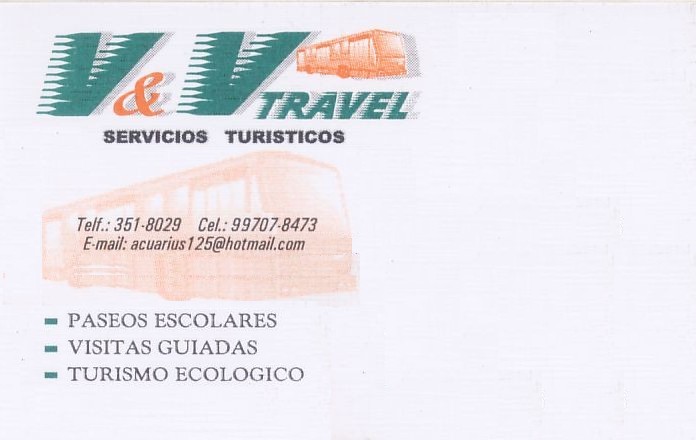 V & V TRAVEL
SERVICIOS TURISTICOS
Telf.: 351-8029 Cel.: 99707-8473
E-mail: acuarius125@hotmail.com
PASEOS ESCOLARES
VISITAS GUIADAS
TURISMO ECOLOGICO